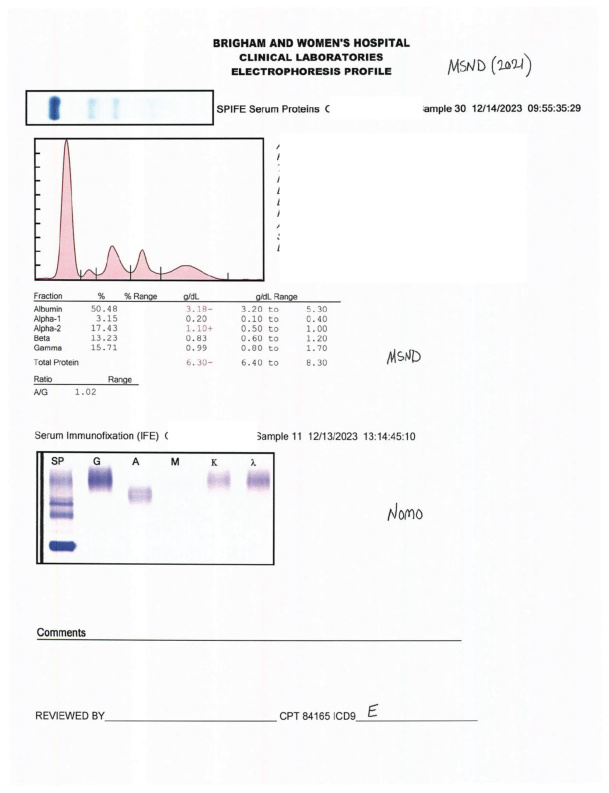 BRIGHAM AND WOMEN'S HOSPITAL
CLINICAL LABORATORIES
ELECTROPHORESIS PROFILE
MSND (2021)
SPIFE Serum Proteins ample 30 12/14/2023 09:55:35:29
Fraction % % Range g/dL g/dL Range
Albumin 50.48 3.18- 3.20 to 5.30
Alpha-1 3.15 0.20 0.10 to 0.40
Alpha-2 17.43 1.10+ 0.50 to 1.00
Beta 13.23 0.83 0.60 to 1.20
Gamma 15.71 0.99 0.80 to 1.70
Total Protein 6.30- 6.40 to 8.30
MSND
Ratio Range
A/G 1.02
Serum Immunofixation (IFE) ( Sample 11 12/13/2023 13:14:45:10
SP G A M K λ
Nomo
Comments
REVIEWED BY CPT 84165 ICD9 E